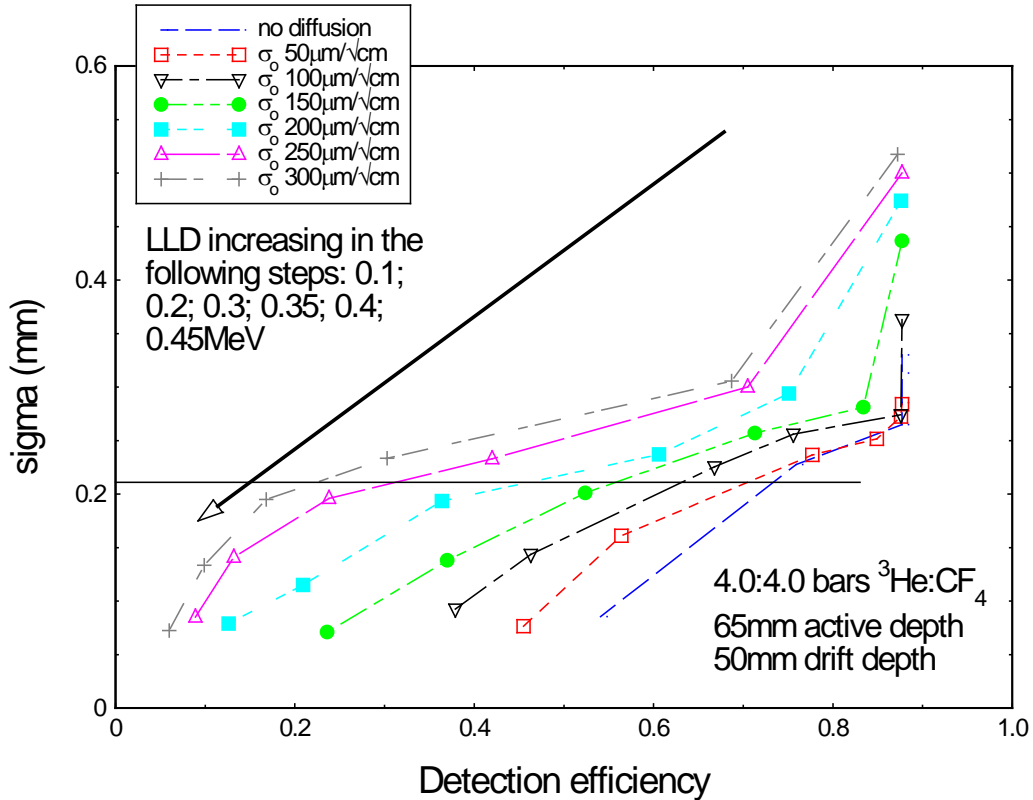 no diffusion
σₒ 50μm/√cm
σₒ 100μm/√cm
σₒ 150μm/√cm
σₒ 200μm/√cm
σₒ 250μm/√cm
σₒ 300μm/√cm
0.6
LLD increasing in the
following steps: 0.1;
0.2; 0.3; 0.35; 0.4;
0.45MeV
0.4
sigma (mm)
0.2
4.0:4.0 bars ³He:CF₄
65mm active depth
50mm drift depth
0
0 0.2 0.4 0.6 0.8 1.0
Detection efficiency